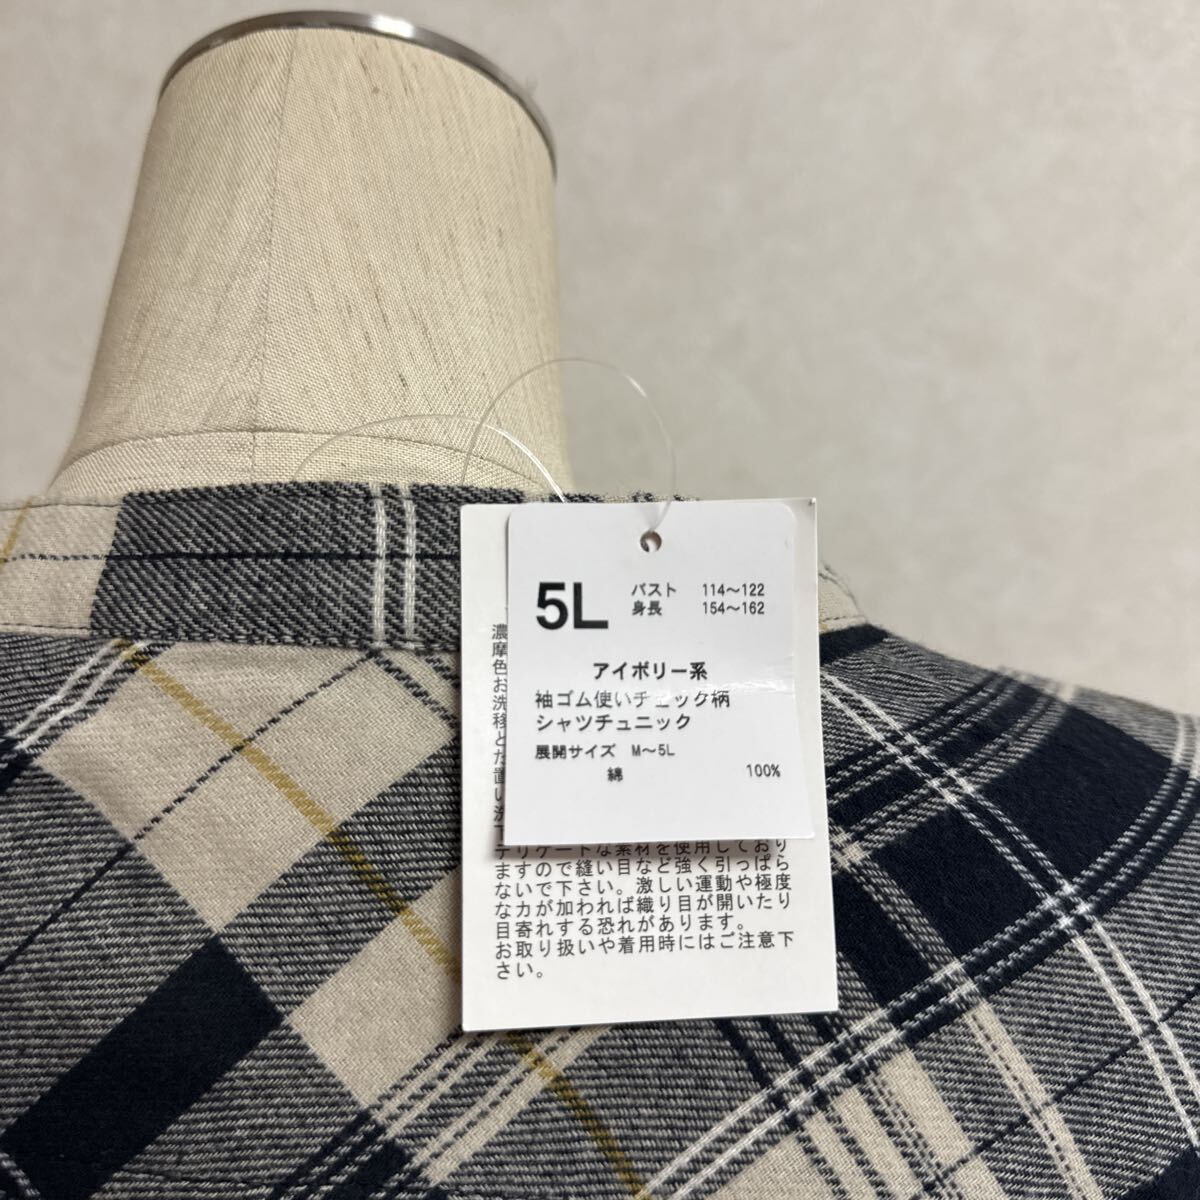 5L
バスト 114～122
身長 154～162
アイボリー系
袖ゴム使いチェック柄
シャツチュニック
展開サイズ M～5L
綿 100%
濃
摩
色
お洗
移と
た
置
い
デリケートな素材を使用しており
ますので縫い目など強く引っぱら
ないで下さい。激しい運動や極度
な力が加われば織り目が開いたり
目寄れする恐れがあります。
お取り扱いや着用時にはご注意下
さい。